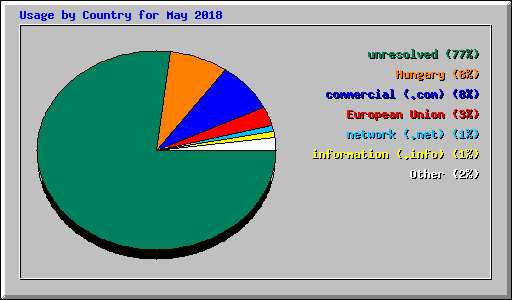 Usage by Country for May 2018
unresolved (77%)
Hungary (8%)
commercial (.com) (8%)
European Union (3%)
network (.net) (1%)
information (.info) (1%)
Other (2%)